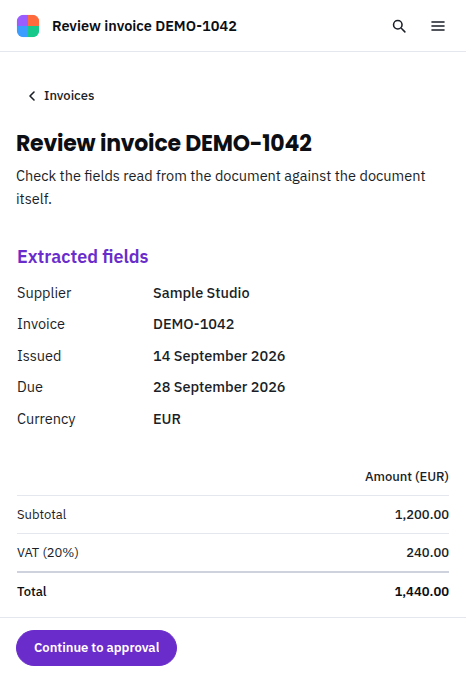 Review invoice DEMO-1042
Invoices
Review invoice DEMO-1042
Check the fields read from the document against the document
itself.
Extracted fields
Supplier Sample Studio
Invoice DEMO-1042
Issued 14 September 2026
Due 28 September 2026
Currency EUR
Amount (EUR)
Subtotal 1,200.00
VAT (20%) 240.00
Total 1,440.00
Continue to approval